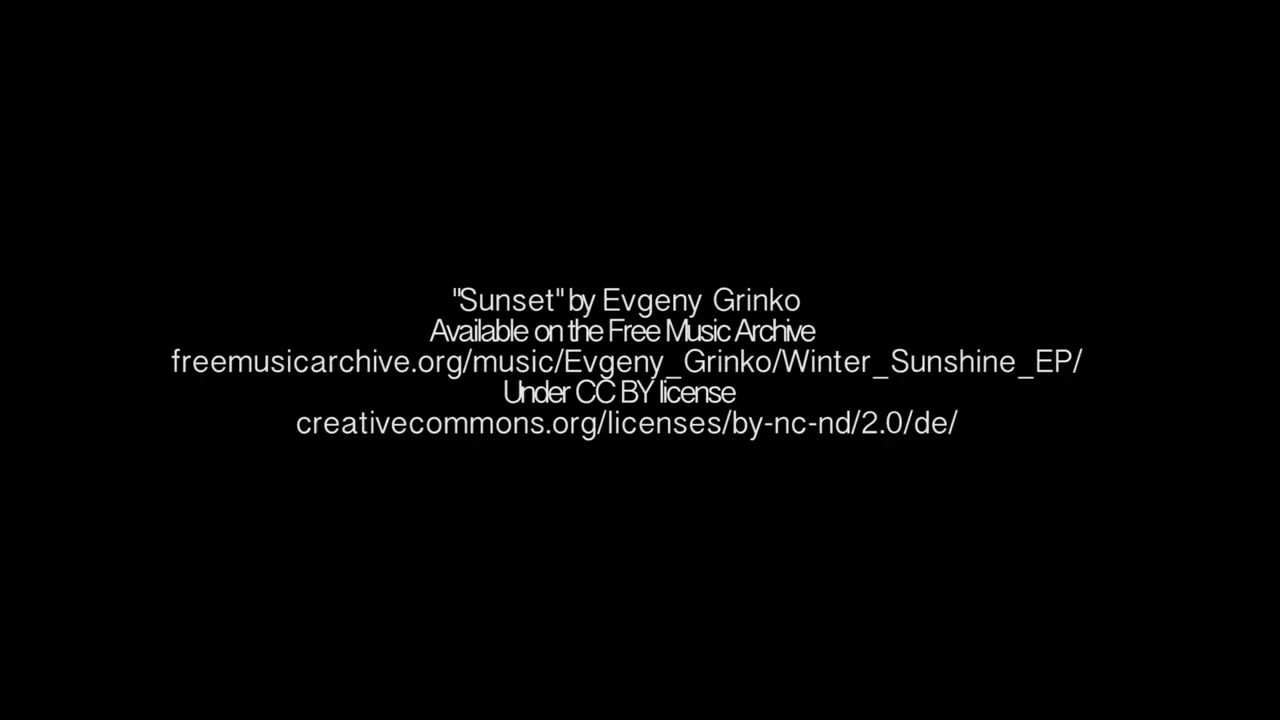 "Sunset" by Evgeny Grinko
Available on the Free Music Archive
freemusicarchive.org/music/Evgeny_Grinko/Winter_Sunshine_EP/
Under CC BY license
creativecommons.org/licenses/by-nc-nd/2.0/de/